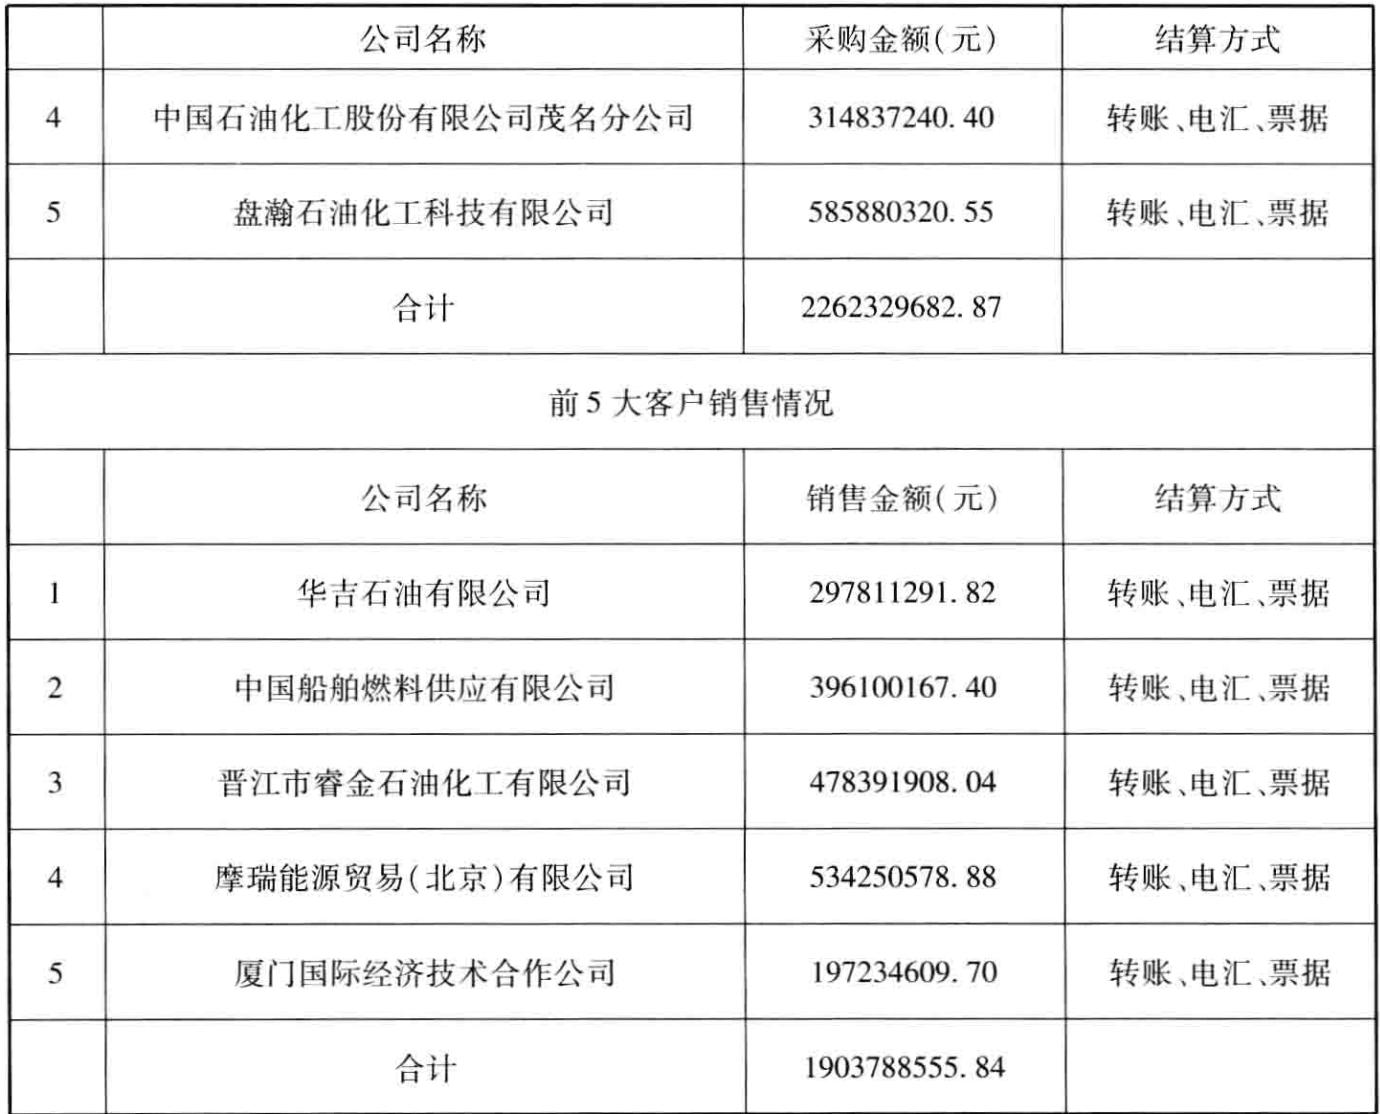 公司名称 采购金额(元) 结算方式
4 中国石油化工股份有限公司茂名分公司 314837240.40 转账、电汇、票据
5 盘瀚石油化工科技有限公司 585880320.55 转账、电汇、票据
合计 2262329682.87
前5大客户销售情况
公司名称 销售金额(元) 结算方式
1 华吉石油有限公司 297811291.82 转账、电汇、票据
2 中国船舶燃料供应有限公司 396100167.40 转账、电汇、票据
3 晋江市睿金石油化工有限公司 478391908.04 转账、电汇、票据
4 摩瑞能源贸易(北京)有限公司 534250578.88 转账、电汇、票据
5 厦门国际经济技术合作公司 197234609.70 转账、电汇、票据
合计 1903788555.84